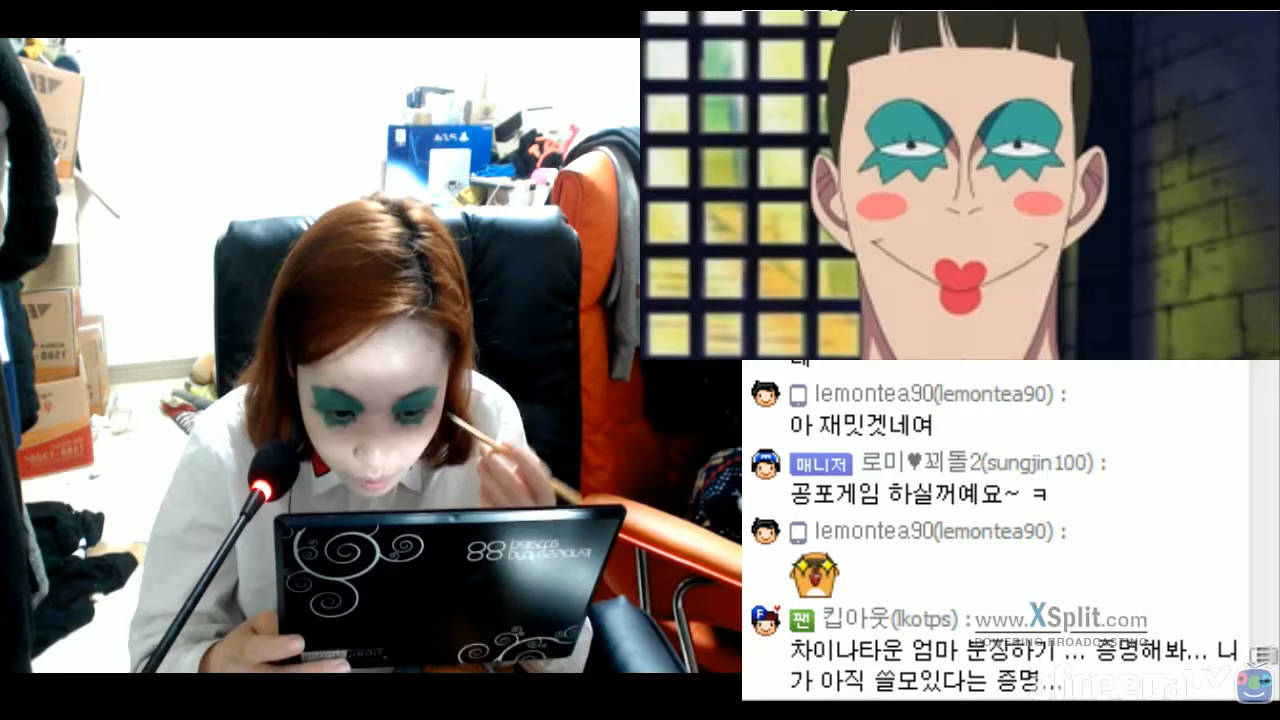 lemontea90(lemontea90) :
아 재밋겟네여
매니저 로미♥꾀돌2(sungjin100) :
공포게임 하실꺼예요~ ㅋ
lemontea90(lemontea90) :
팬 킵아웃(lkotps) :
www.XSplit.com
POWERING BROADCASTING
차이나타운 엄마 분장하기 ... 증명해봐... 니
가 아직 쓸모있다는 증명...
afreecaTV